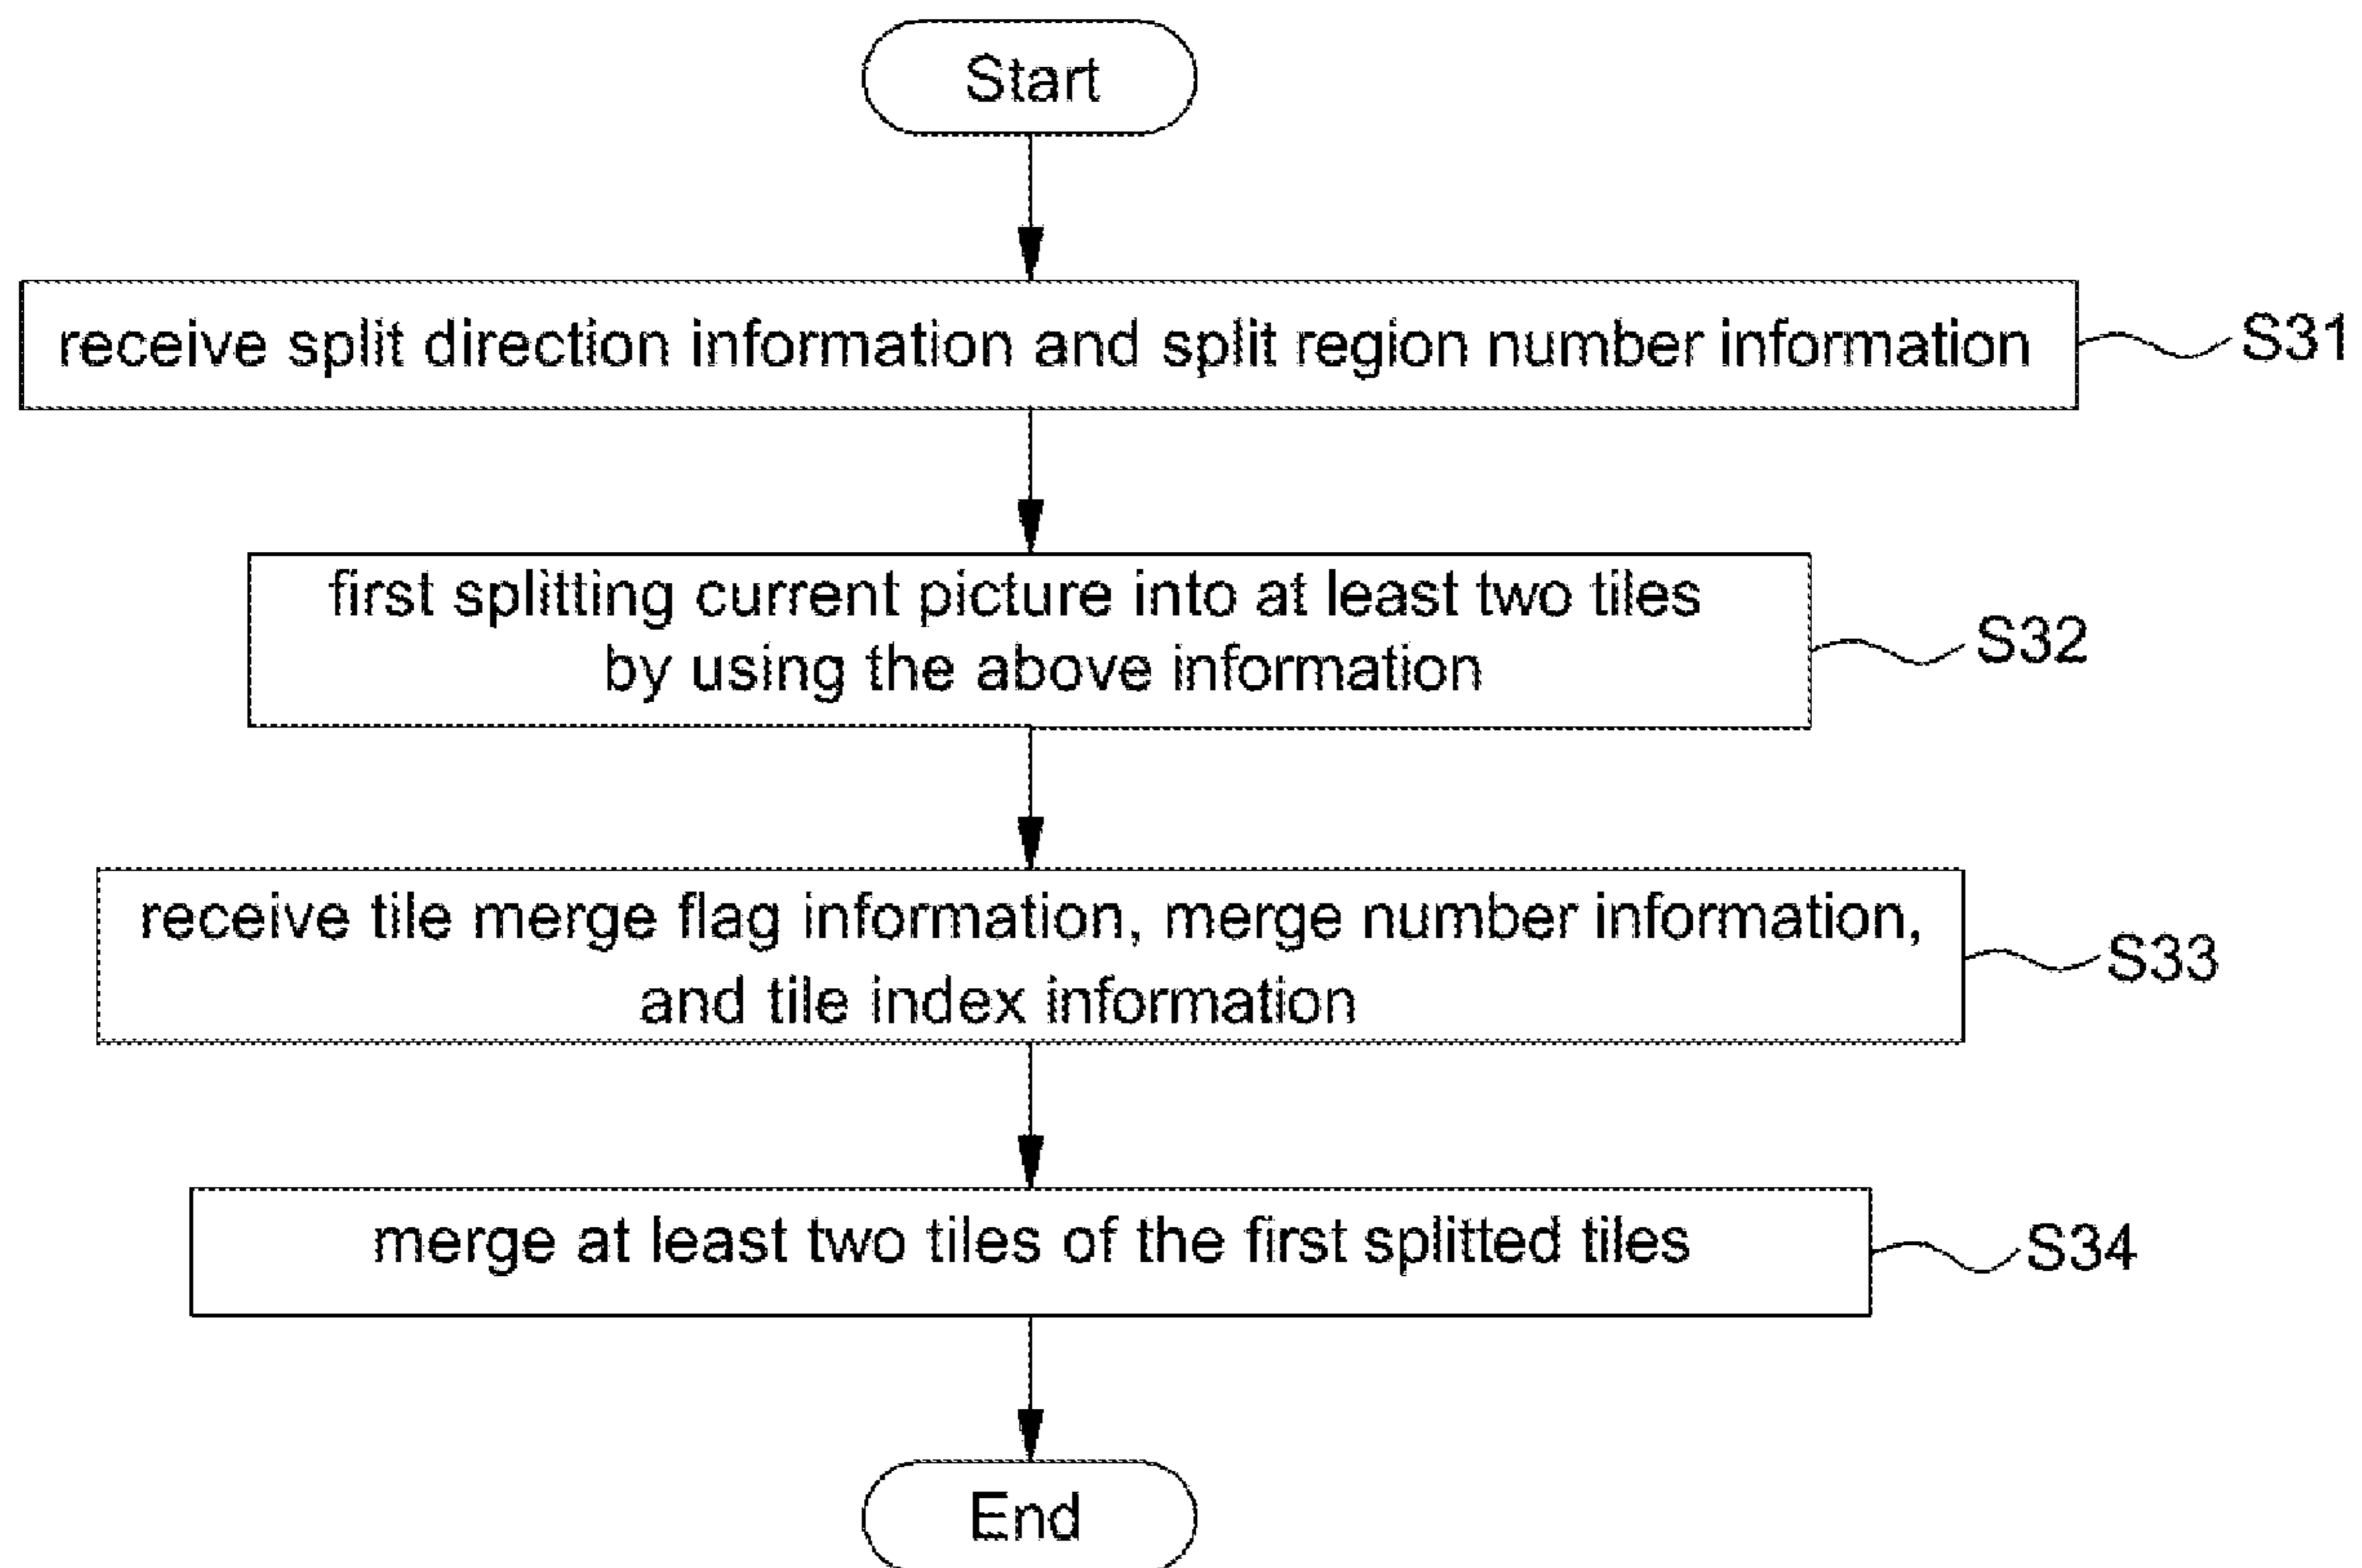 Start
receive split direction information and split region number information
S31
first splitting current picture into at least two tiles
by using the above information
S32
receive tile merge flag information, merge number information,
and tile index information
S33
merge at least two tiles of the first splitted tiles
S34
End